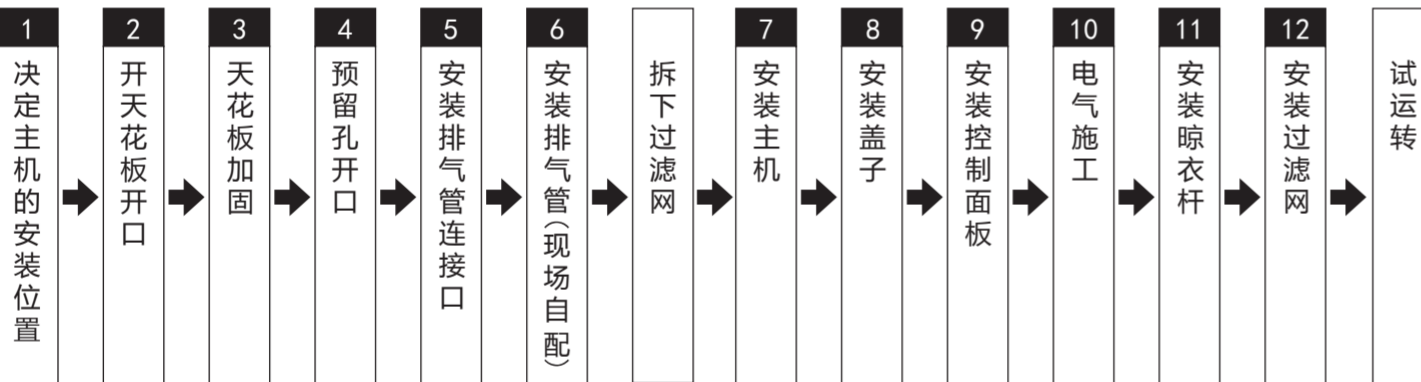 1
决定主机的安装位置
2
开天花板开口
3
天花板加固
4
预留孔开口
5
安装排气管连接口
6
安装排气管(现场自配)
拆下过滤网
7
安装主机
8
安装盖子
9
安装控制面板
10
电气施工
11
安装晾衣杆
12
安装过滤网
试运转